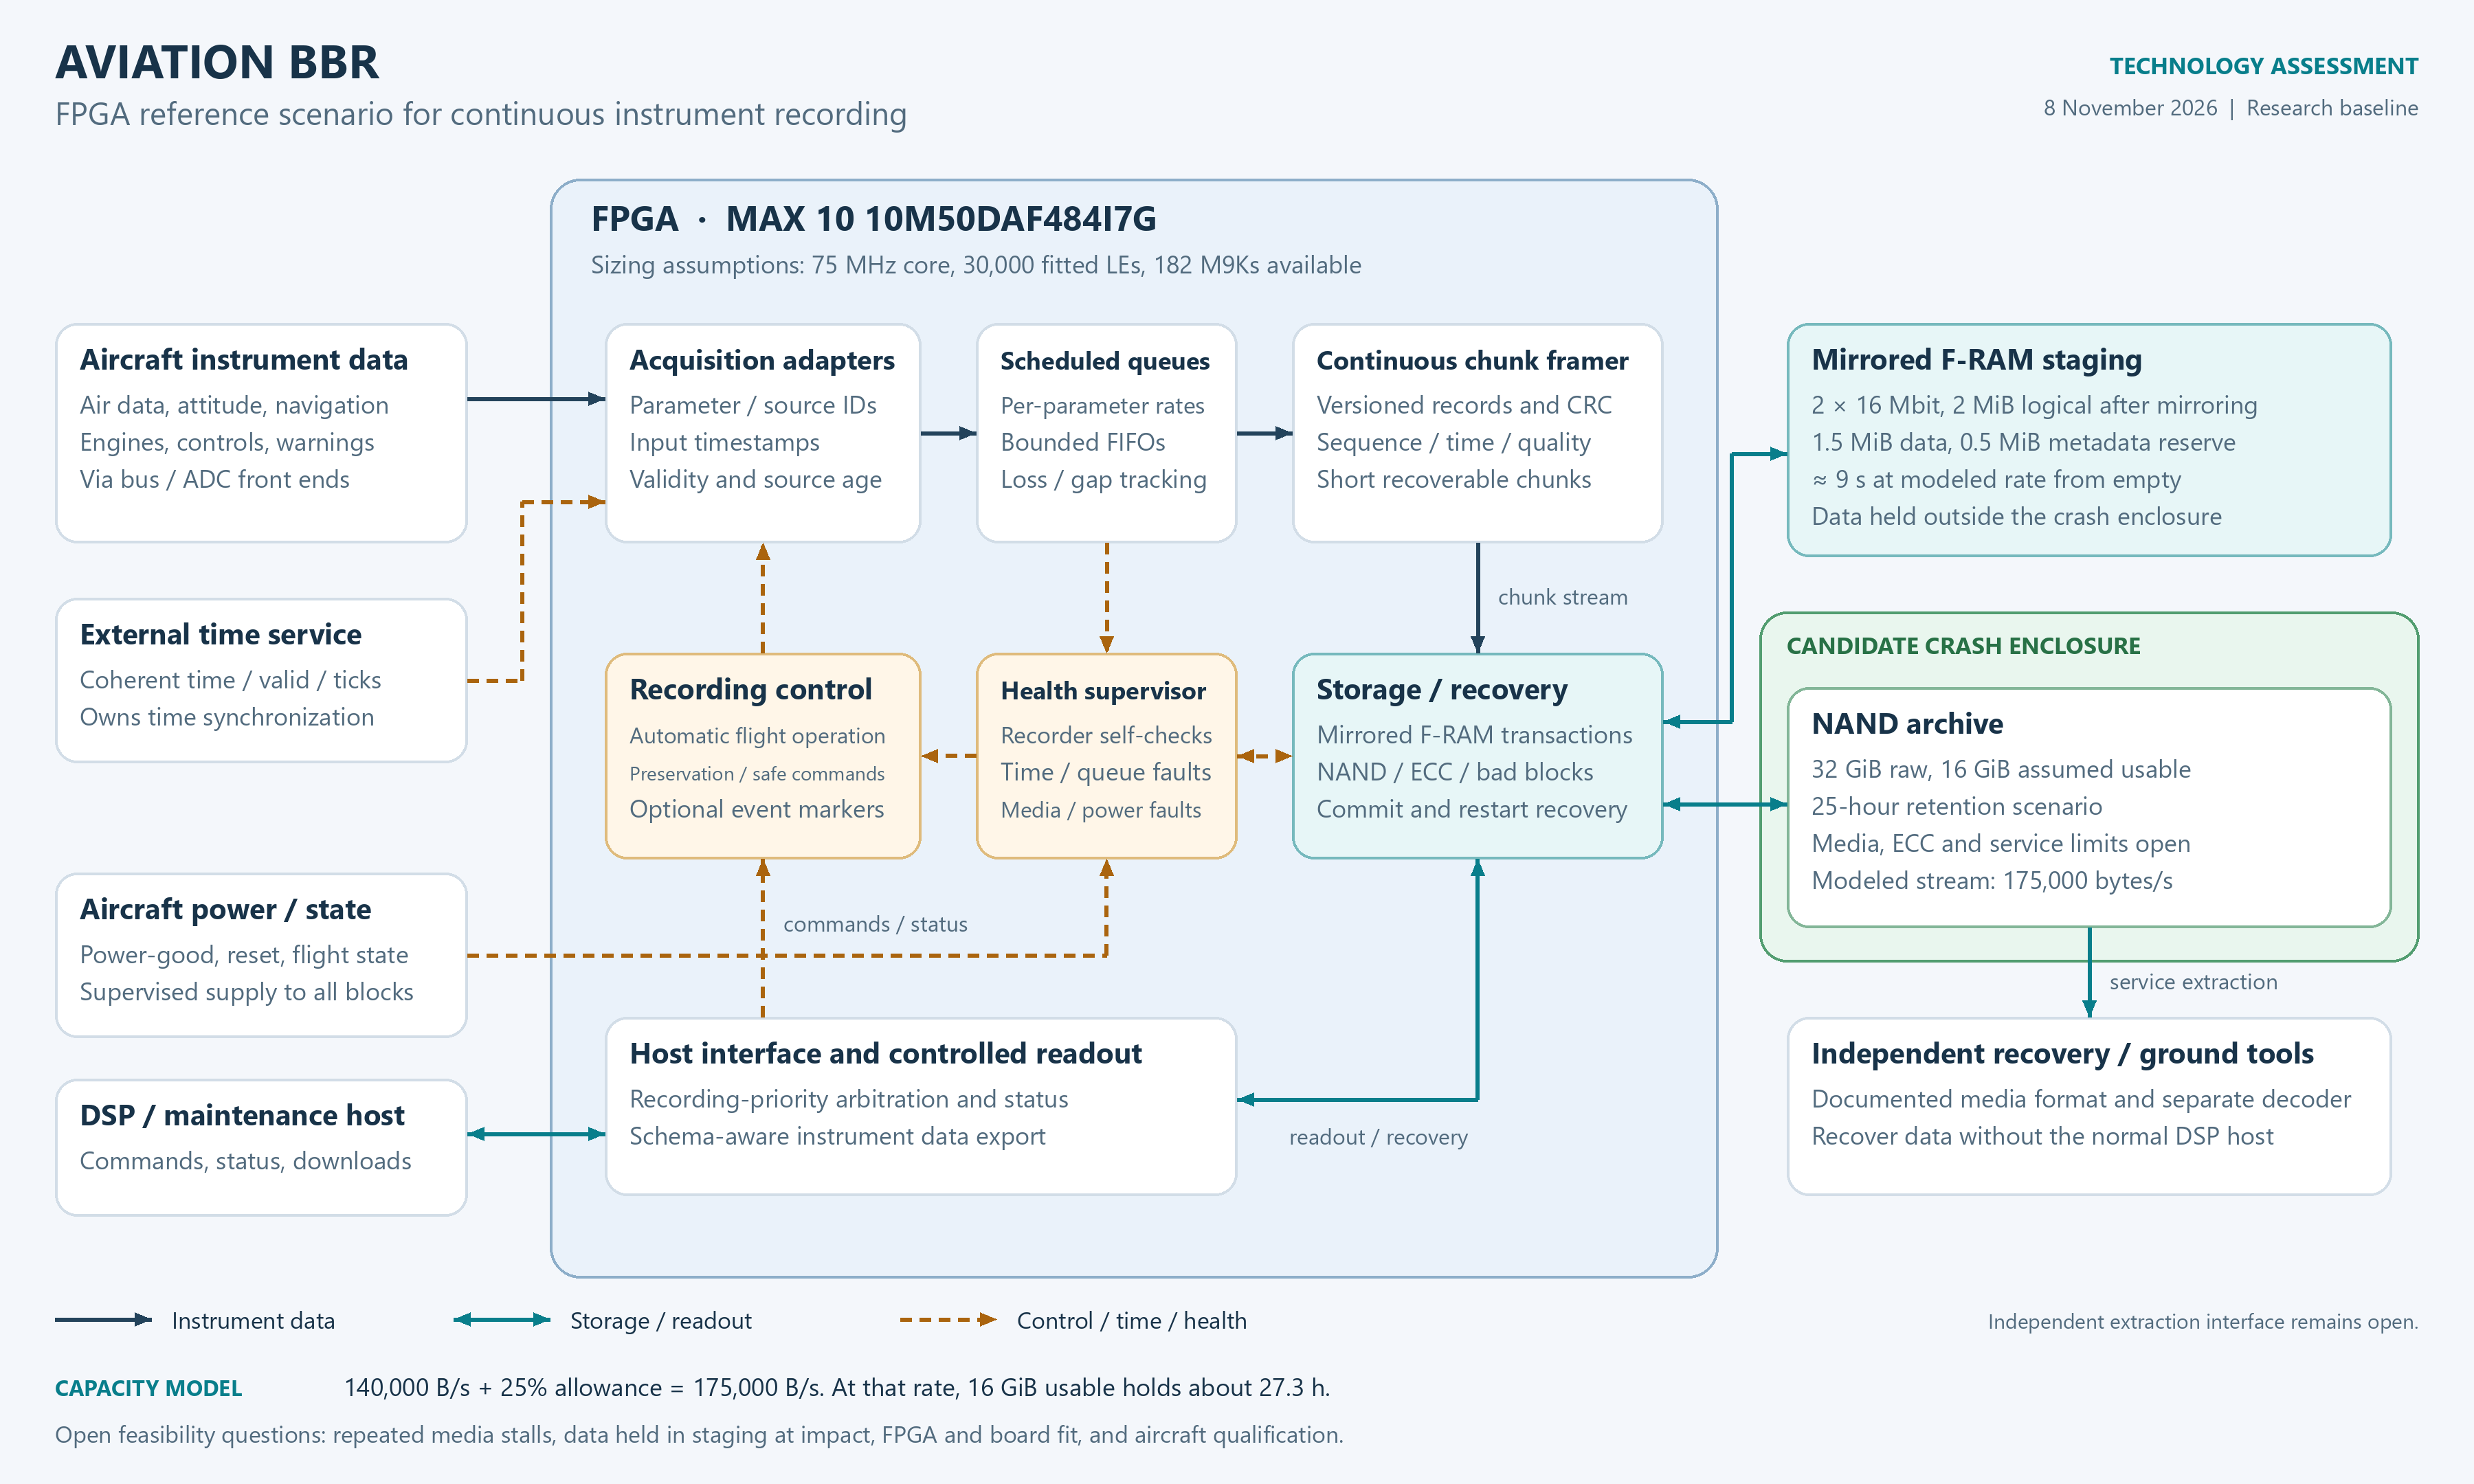 AVIATION BBR
FPGA reference scenario for continuous instrument recording
TECHNOLOGY ASSESSMENT
8 November 2026 | Research baseline
FPGA · MAX 10 10M50DAF484I7G
Sizing assumptions: 75 MHz core, 30,000 fitted LEs, 182 M9Ks available
Aircraft instrument data
Air data, attitude, navigation
Engines, controls, warnings
Via bus / ADC front ends
Acquisition adapters
Parameter / source IDs
Input timestamps
Validity and source age
Scheduled queues
Per-parameter rates
Bounded FIFOs
Loss / gap tracking
Continuous chunk framer
Versioned records and CRC
Sequence / time / quality
Short recoverable chunks
Mirrored F-RAM staging
2 × 16 Mbit, 2 MiB logical after mirroring
1.5 MiB data, 0.5 MiB metadata reserve
≈ 9 s at modeled rate from empty
Data held outside the crash enclosure
chunk stream
External time service
Coherent time / valid / ticks
Owns time synchronization
Recording control
Automatic flight operation
Preservation / safe commands
Optional event markers
Health supervisor
Recorder self-checks
Time / queue faults
Media / power faults
Storage / recovery
Mirrored F-RAM transactions
NAND / ECC / bad blocks
Commit and restart recovery
CANDIDATE CRASH ENCLOSURE
NAND archive
32 GiB raw, 16 GiB assumed usable
25-hour retention scenario
Media, ECC and service limits open
Modeled stream: 175,000 bytes/s
Aircraft power / state
Power-good, reset, flight state
Supervised supply to all blocks
commands / status
service extraction
DSP / maintenance host
Commands, status, downloads
Host interface and controlled readout
Recording-priority arbitration and status
Schema-aware instrument data export
readout / recovery
Independent recovery / ground tools
Documented media format and separate decoder
Recover data without the normal DSP host
Instrument data
Storage / readout
Control / time / health
Independent extraction interface remains open.
CAPACITY MODEL
140,000 B/s + 25% allowance = 175,000 B/s. At that rate, 16 GiB usable holds about 27.3 h.
Open feasibility questions: repeated media stalls, data held in staging at impact, FPGA and board fit, and aircraft qualification.